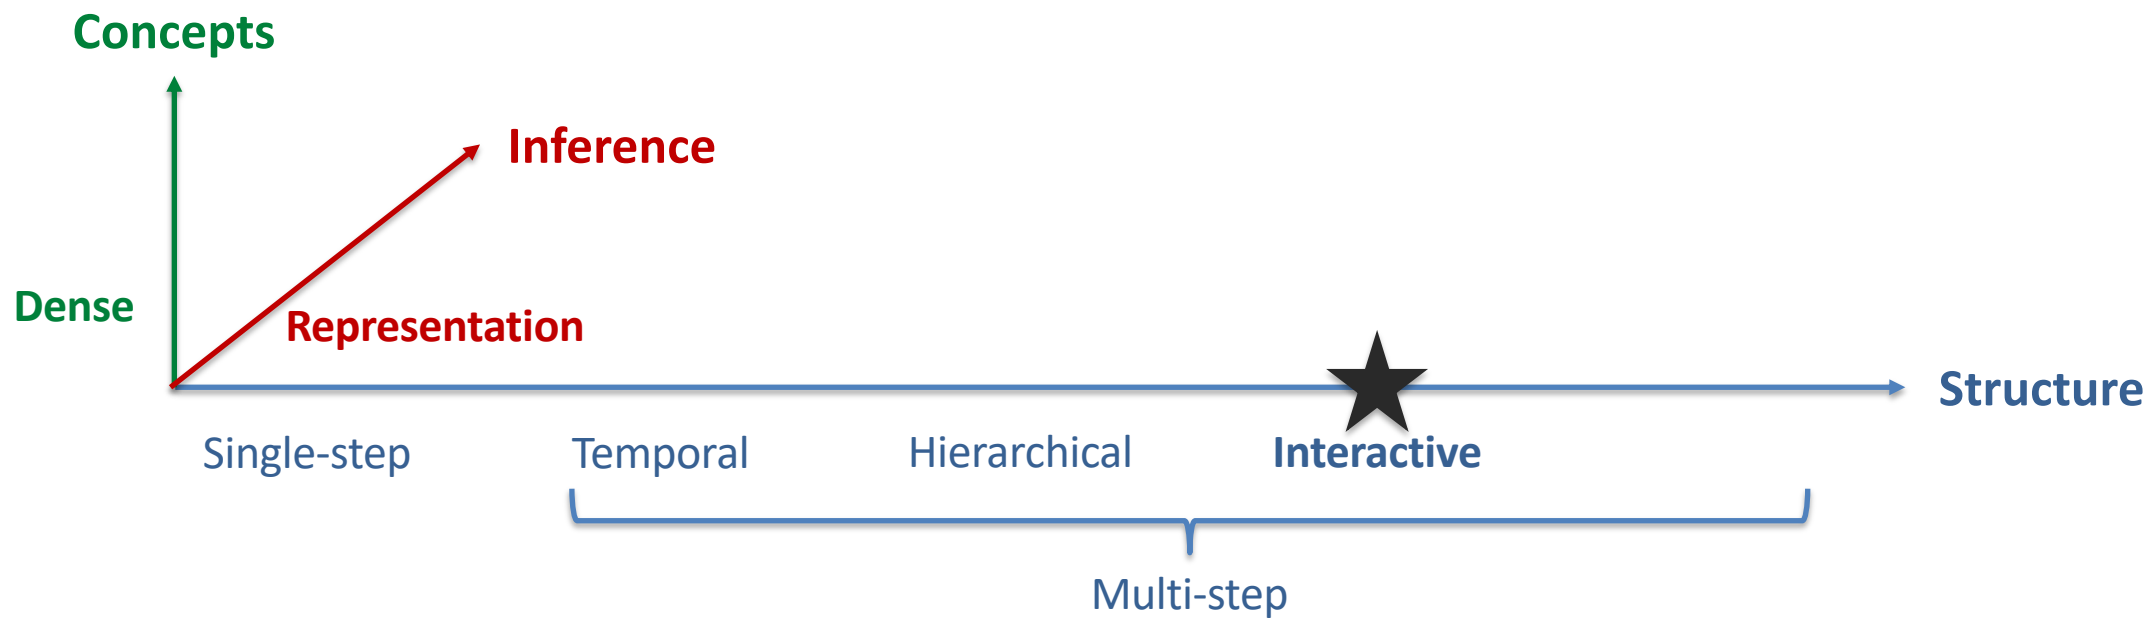 Concepts
Inference
Dense
Representation
Structure
Single-step
Temporal
Hierarchical
Interactive
Multi-step